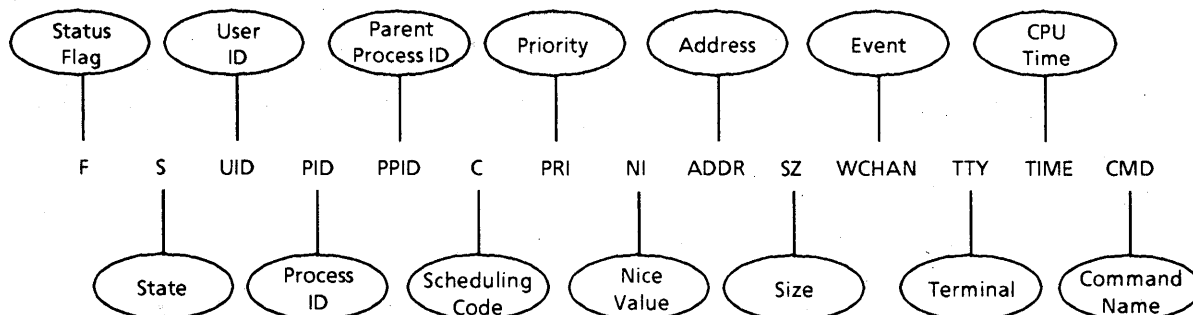 Status
Flag
User
ID
Parent
Process ID
Priority
Address
Event
CPU
Time
F S UID PID PPID C PRI NI ADDR SZ WCHAN TTY TIME CMD
State
Process
ID
Scheduling
Code
Nice
Value
Size
Terminal
Command
Name